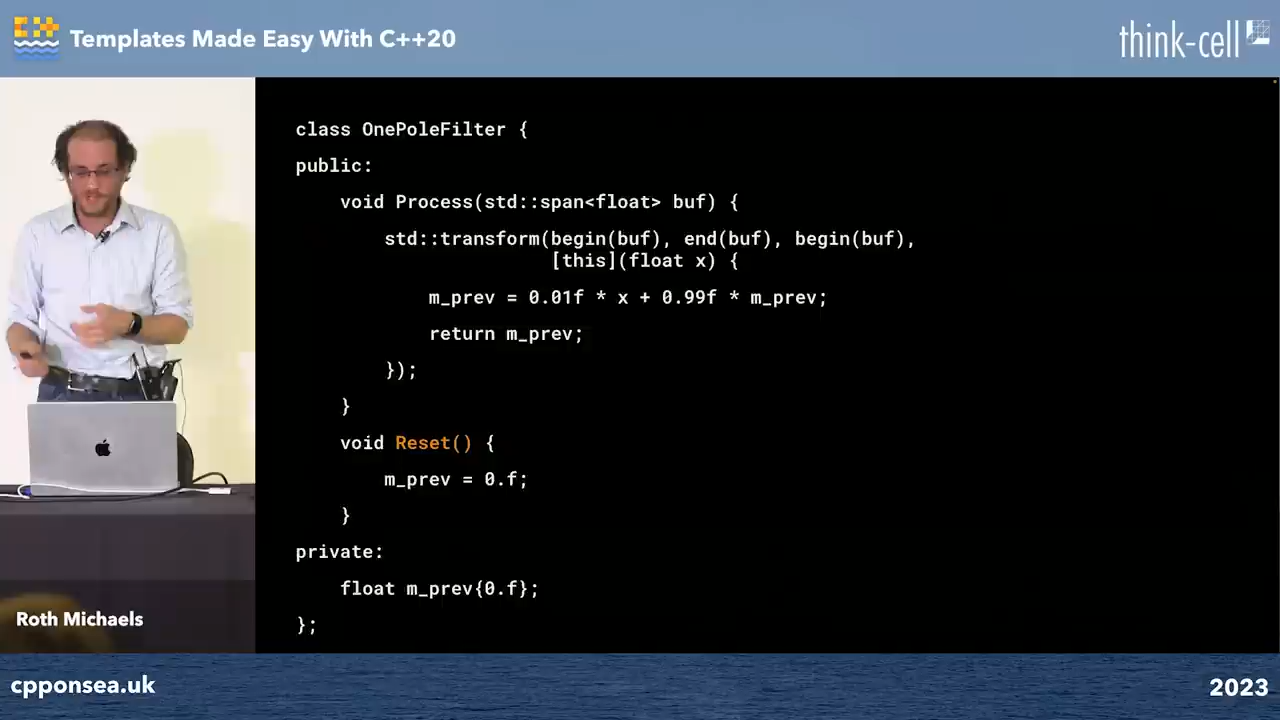 Templates Made Easy With C++20
think-cell
class OnePoleFilter {
public:
void Process(std::span<float> buf) {
std::transform(begin(buf), end(buf), begin(buf),
[this](float x) {
m_prev = 0.01f * x + 0.99f * m_prev;
return m_prev;
});
}
void Reset() {
m_prev = 0.f;
}
private:
float m_prev{0.f};
};
Roth Michaels
cpponsea.uk
2023